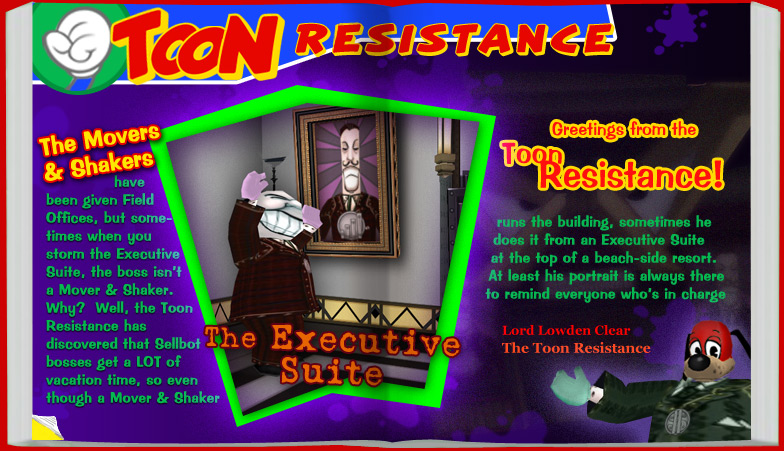 TOON RESISTANCE
The Movers
& Shakers
have
been given Field
Offices, but some-
times when you
storm the Executive
Suite, the boss isn't
a Mover & Shaker.
Why? Well, the Toon
Resistance has
discovered that Sellbot
bosses get a LOT of
vacation time, so even
though a Mover & Shaker
The Executive
Suite
Greetings from the
Toon
Resistance!
runs the building, sometimes he
does it from an Executive Suite
at the top of a beach-side resort.
At least his portrait is always there
to remind everyone who's in charge
Lord Lowden Clear
The Toon Resistance